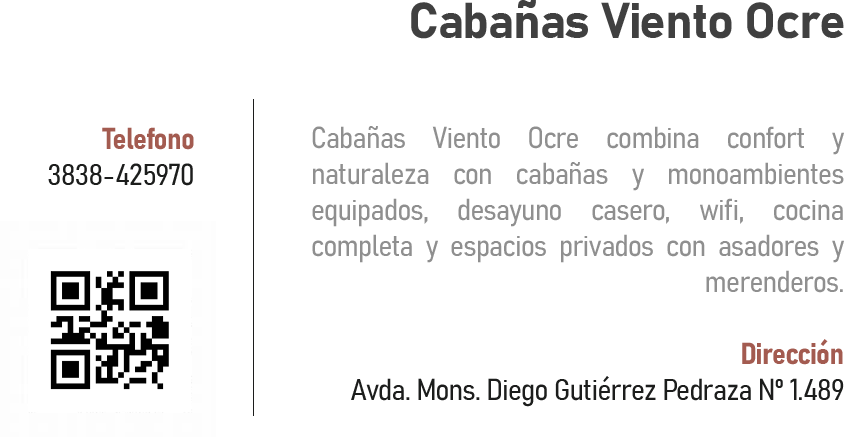 Cabañas Viento Ocre
Telefono
3838-425970
Cabañas Viento Ocre combina confort y
naturaleza con cabañas y monoambientes
equipados, desayuno casero, wifi, cocina
completa y espacios privados con asadores y
merenderos.
Dirección
Avda. Mons. Diego Gutiérrez Pedraza Nº 1.489